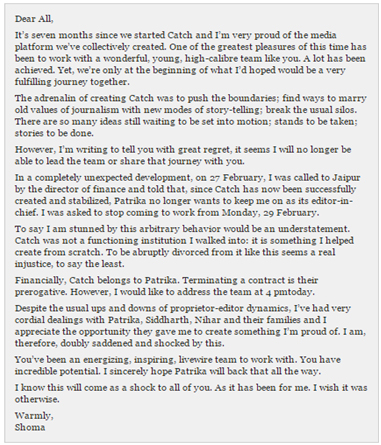 Dear All,
It's seven months since we started Catch and I'm very proud of the media
platform we've collectively created. One of the greatest pleasures of this time has
been to work with a wonderful, young, high-calibre team like you. A lot has
been achieved. Yet, we're only at the beginning of what I'd hoped would be a very
fulfilling journey together.
The adrenalin of creating Catch was to push the boundaries; find ways to marry
old values of journalism with new modes of story-telling; break the usual silos.
There are so many ideas still waiting to be set into motion; stands to be taken;
stories to be done.
However, I'm writing to tell you with great regret, it seems I will no longer be
able to lead the team or share that journey with you.
In a completely unexpected development, on 27 February, I was called to Jaipur
by the director of finance and told that, since Catch has now been successfully
created and stabilized, Patrika no longer wants to keep me on as its editor-in-
chief. I was asked to stop coming to work from Monday, 29 February.
To say I am stunned by this arbitrary behavior would be an understatement.
Catch was not a functioning institution I walked into: it is something I helped
create from scratch. To be abruptly divorced from it like this seems a real
injustice, to say the least.
Financially, Catch belongs to Patrika. Terminating a contract is their
prerogative. However, I would like to address the team at 4 pmtoday.
Despite the usual ups and downs of proprietor-editor dynamics, I've had very
cordial dealings with Patrika, Siddharth, Nihar and their families and I
appreciate the opportunity they gave me to create something I'm proud of. I am,
therefore, doubly saddened and shocked by this.
You've been an energizing, inspiring, livewire team to work with. You have
incredible potential. I sincerely hope Patrika will back that all the way.
I know this will come as a shock to all of you. As it has been for me. I wish it was
otherwise.
Warmly,
Shoma